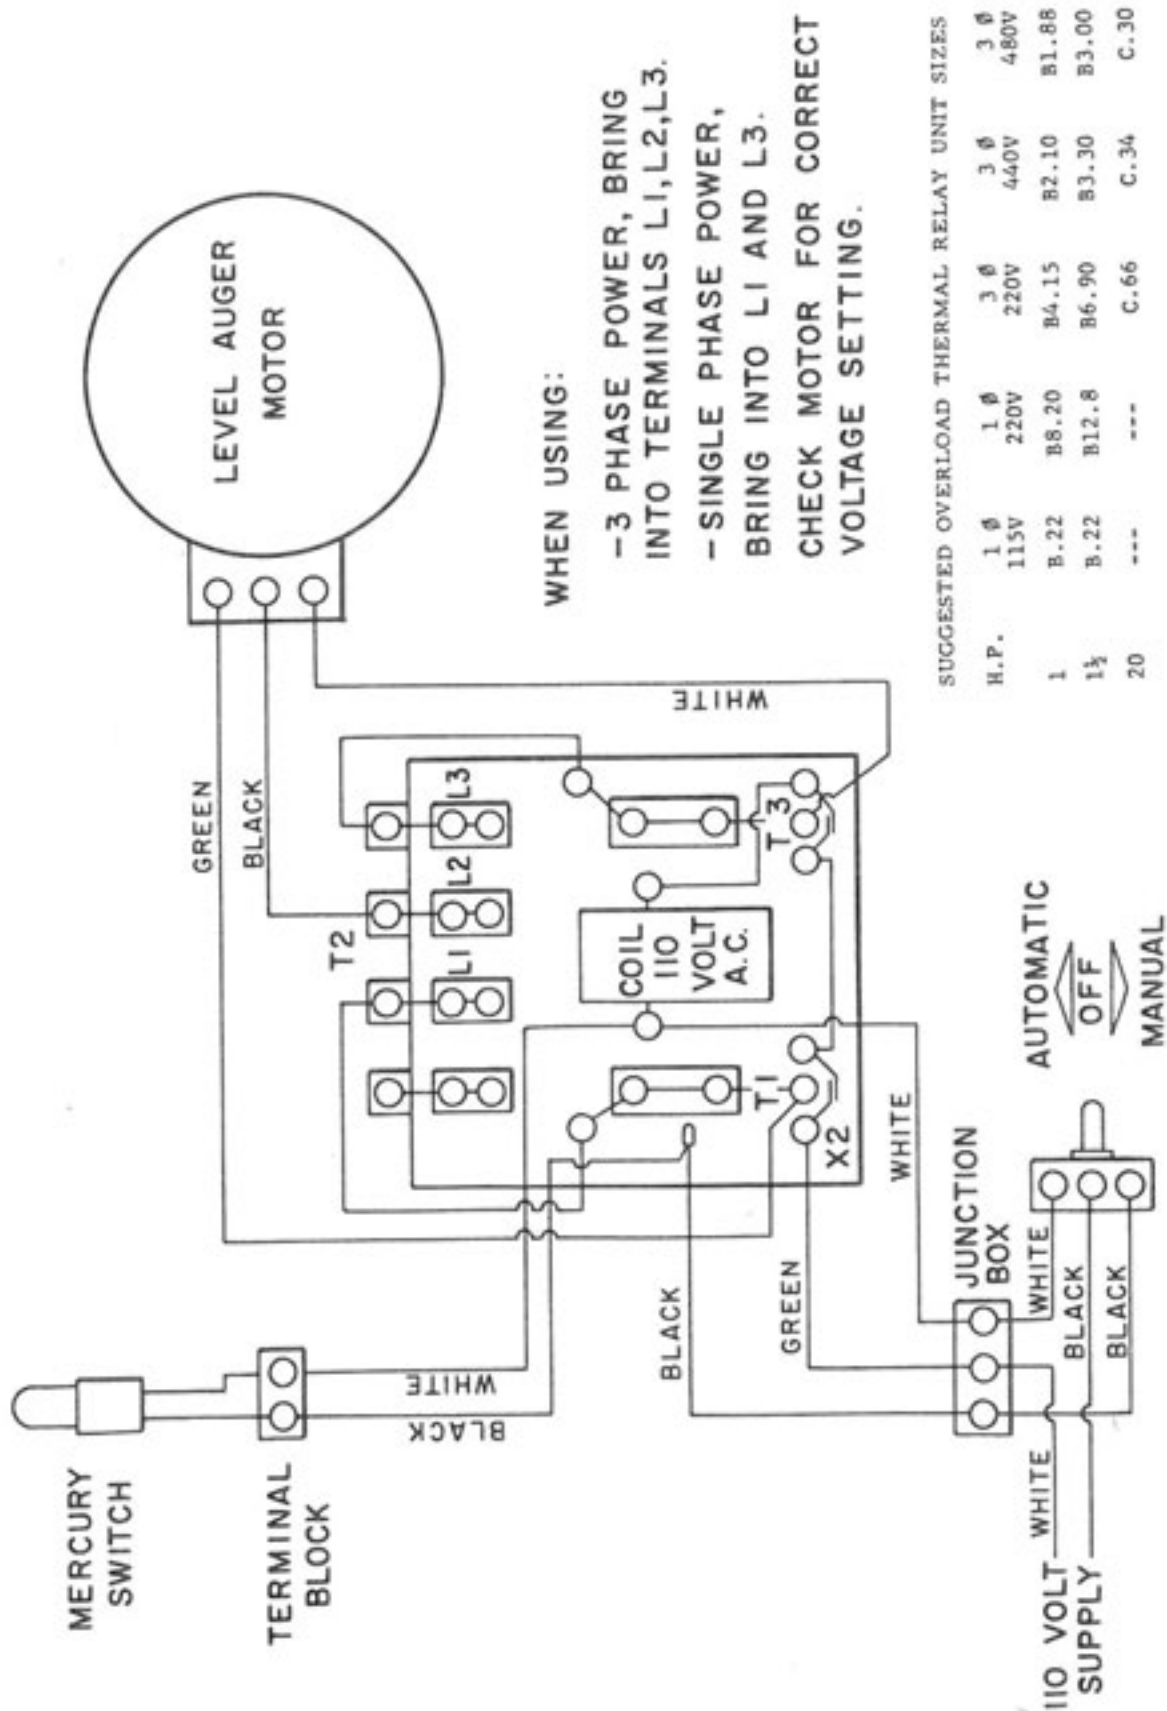 MERCURY
SWITCH
TERMINAL
BLOCK
WHITE
BLACK
GREEN
BLACK
LEVEL AUGER
MOTOR
T2
L1
L2
L3
COIL
110
VOLT
A.C.
T1
T3
X2
WHITE
BLACK
GREEN
WHITE
JUNCTION
BOX
WHITE
BLACK
BLACK
WHITE
110 VOLT
SUPPLY
AUTOMATIC
OFF
MANUAL
WHEN USING:
-3 PHASE POWER, BRING
INTO TERMINALS L1,L2,L3.
-SINGLE PHASE POWER,
BRING INTO L1 AND L3.
CHECK MOTOR FOR CORRECT
VOLTAGE SETTING.
SUGGESTED OVERLOAD THERMAL RELAY UNIT SIZES
H.P. 1 Ø 1 Ø 3 Ø 3 Ø 3 Ø
115V 220V 220V 440V 480V
1 B.22 B8.20 B4.15 B2.10 B1.88
1½ B.22 B12.8 B6.90 B3.30 B3.00
20 --- --- C.66 C.34 C.30